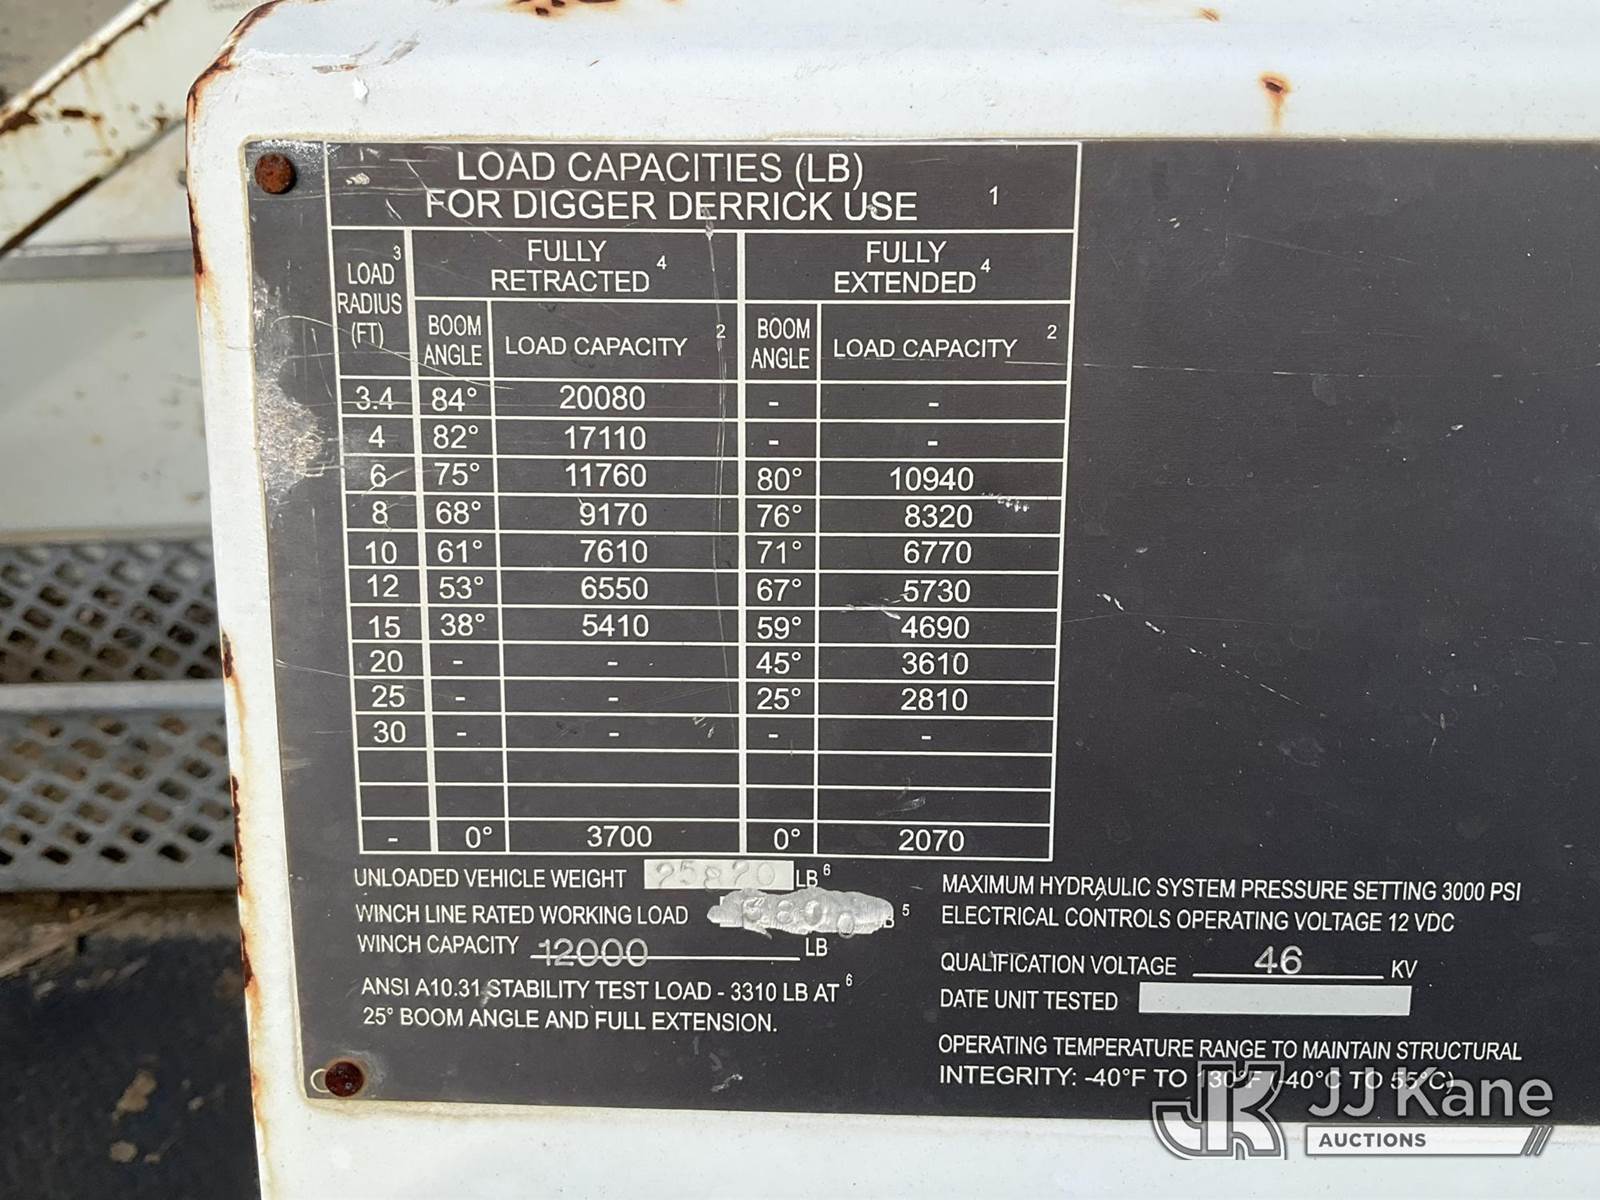 LOAD CAPACITIES (LB)
FOR DIGGER DERRICK USE 1
LOAD RADIUS (FT) 3
FULLY RETRACTED 4
FULLY EXTENDED 4
BOOM ANGLE LOAD CAPACITY 2 BOOM ANGLE LOAD CAPACITY 2
3.4 84° 20080 - -
4 82° 17110 - -
6 75° 11760 80° 10940
8 68° 9170 76° 8320
10 61° 7610 71° 6770
12 53° 6550 67° 5730
15 38° 5410 59° 4690
20 - - 45° 3610
25 - - 25° 2810
30 - - - -
- 0° 3700 0° 2070
UNLOADED VEHICLE WEIGHT LB 6
WINCH LINE RATED WORKING LOAD 5
WINCH CAPACITY 12000 LB
ANSI A10.31 STABILITY TEST LOAD - 3310 LB AT 6
25° BOOM ANGLE AND FULL EXTENSION.
MAXIMUM HYDRAULIC SYSTEM PRESSURE SETTING 3000 PSI
ELECTRICAL CONTROLS OPERATING VOLTAGE 12 VDC
QUALIFICATION VOLTAGE 46 KV
DATE UNIT TESTED
OPERATING TEMPERATURE RANGE TO MAINTAIN STRUCTURAL
INTEGRITY: -40°F TO 130°F (-40°C TO 55°C)
JK JJ Kane
AUCTIONS